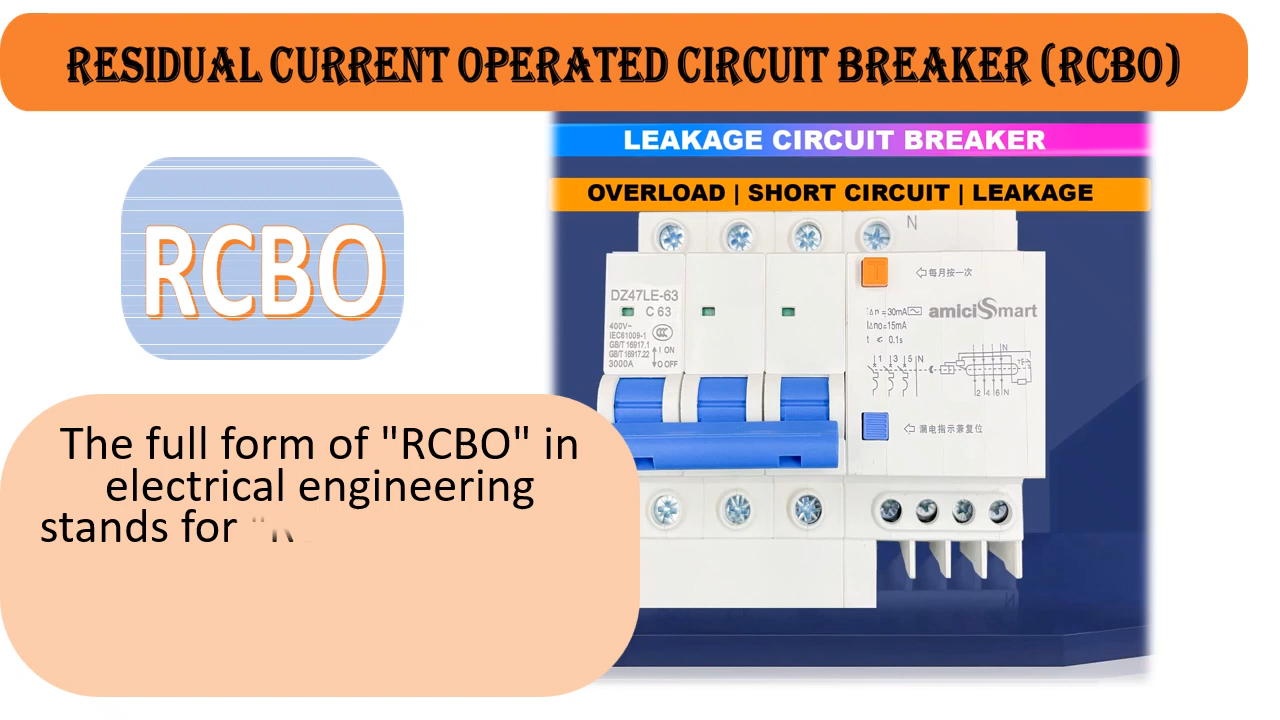 RESIDUAL CURRENT OPERATED CIRCUIT BREAKER (RCBO)
LEAKAGE CIRCUIT BREAKER
OVERLOAD | SHORT CIRCUIT | LEAKAGE
RCBO
The full form of "RCBO" in
electrical engineering
stands for
N
DZ47LE-63
C 63
400V~
IEC61009-1
GB/T 16917.1
GB/T 16917.22
3000A
I ON
O OFF
每月按一次
I△n =30mA
I△no=15mA
t < 0.1s
amiciSmart
1 3 5 N
2 4 6 N
漏电指示兼复位